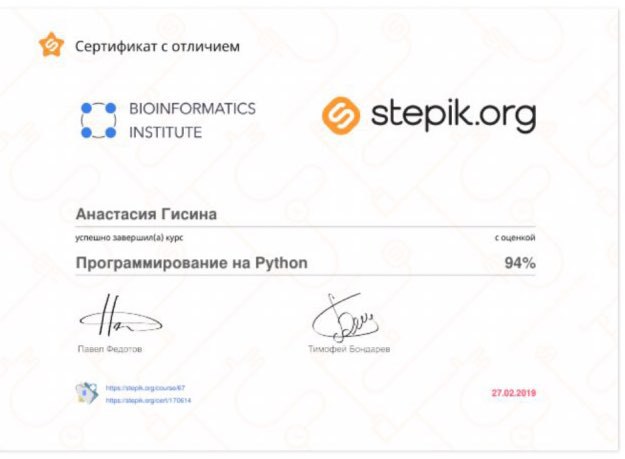 Сертификат с отличием
BIOINFORMATICS
INSTITUTE
stepik.org
Анастасия Гисина
успешно завершил(а) курс
с оценкой
Программирование на Python
94%
Павел Федотов
Тимофей Бондарев
https://stepik.org/course/67
https://stepik.org/cert/170614
27.02.2019